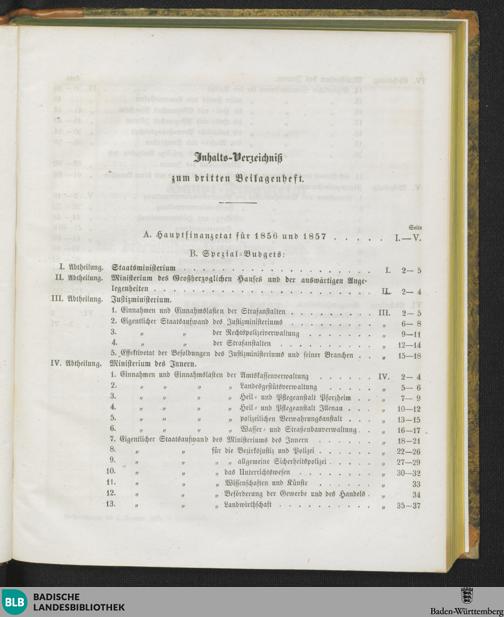 Inhalts-Verzeichniß
zum dritten Beilagenheft.
Seite
A. Hauptfinanzetat für 1856 und 1857 . . . . . I.—V.
B. Spezial-Budgets:
I. Abtheilung. Staatsministerium . . . . . . . . . . . . . . . . . . . I. 2— 5
II. Abtheilung. Ministerium des Großherzoglichen Hauses und der auswärtigen Ange-
legenheiten . . . . . . . . . . . . . . . . . . . . . II. 2— 4
III. Abtheilung. Justizministerium.
1. Einnahmen und Einnahmslasten der Strafanstalten . . . . . . . . III. 2— 5
2. Eigentlicher Staatsaufwand des Justizministeriums . . . . . . . . „ 6— 8
3. „ „ der Rechtspolizeiverwaltung . . . . . . . „ 9—11
4. „ „ der Strafanstalten . . . . . . . . . . „ 12—14
5. Effektivetat der Besoldungen des Justizministeriums und seiner Branchen . . „ 15—18
IV. Abtheilung. Ministerium des Innern.
1. Einnahmen und Einnahmslasten der Amtskassenverwaltung . . . . . . IV. 2— 4
2. „ „ „ „ Landesgestütsverwaltung . . . . . „ 5— 6
3. „ „ „ „ Heil- und Pflegeanstalt Pforzheim . . „ 7— 9
4. „ „ „ „ Heil- und Pflegeanstalt Illenau . . . „ 10—12
5. „ „ „ „ polizeilichen Verwahrungsanstalt . . . „ 13—15
6. „ „ „ „ Wasser- und Straßenbauverwaltung . . „ 16—17
7. Eigentlicher Staatsaufwand des Ministeriums des Innern . . . . . . „ 18—21
8. „ „ für die Bezirksjustiz und Polizei . . . . . „ 22—26
9. „ „ „ „ allgemeine Sicherheitspolizei . . . . . „ 27—29
10. „ „ „ das Unterrichtswesen . . . . . . . . „ 30—32
11. „ „ „ Wissenschaften und Künste . . . . . . „ 33
12. „ „ „ Beförderung der Gewerbe und des Handels . „ 34
13. „ „ „ Landwirthschaft . . . . . . . . . . „ 35—37
BLB BADISCHE
LANDESBIBLIOTHEK
Baden-Württemberg